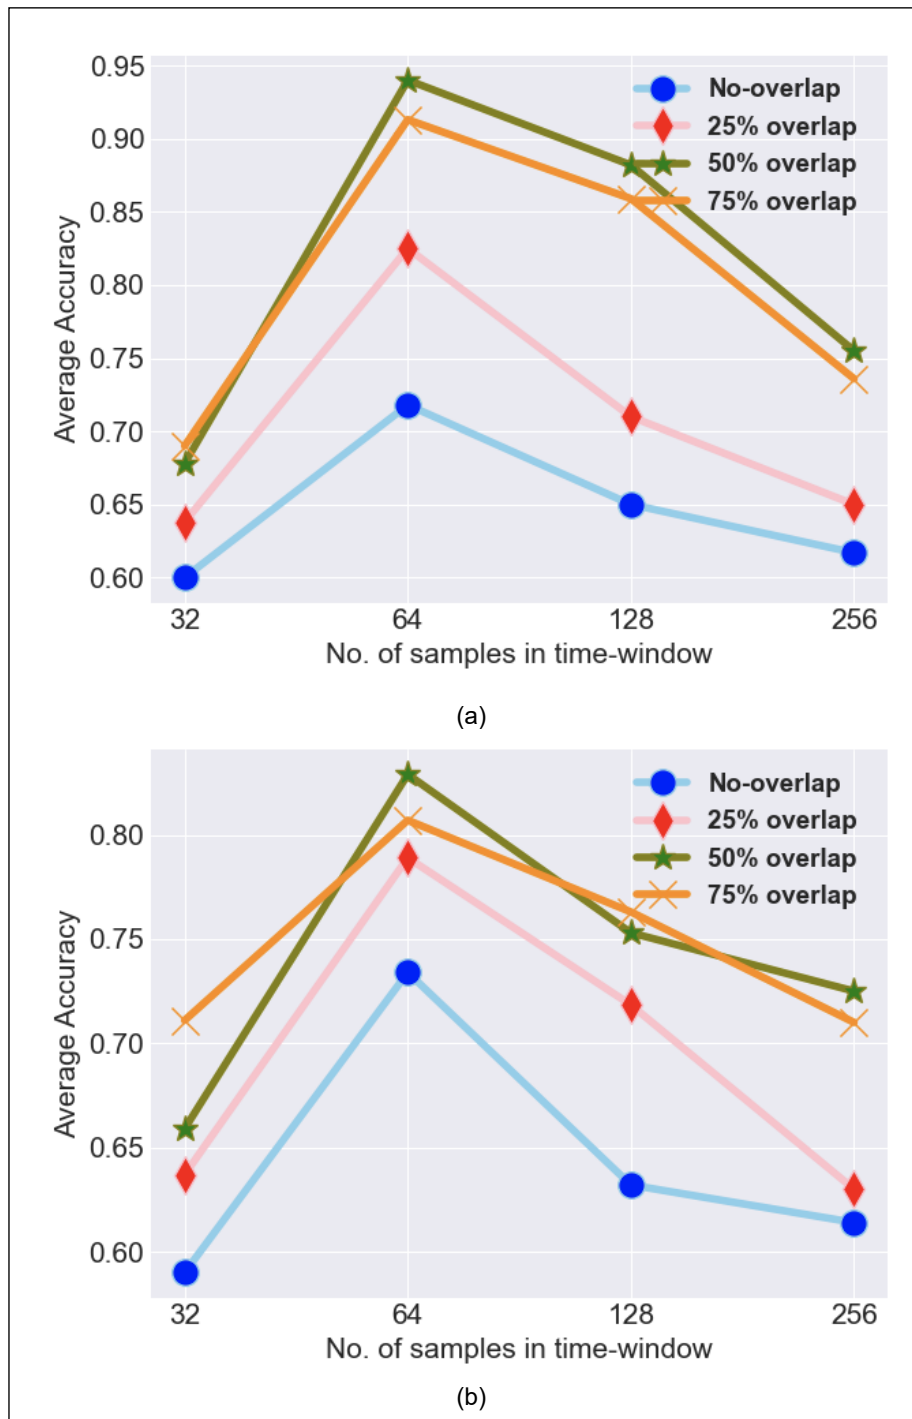 0.95
0.90
0.85
0.80
0.75
0.70
0.65
0.60
Average Accuracy
No-overlap
25% overlap
50% overlap
75% overlap
32 64 128 256
No. of samples in time-window
(a)
0.80
0.75
0.70
0.65
0.60
Average Accuracy
No-overlap
25% overlap
50% overlap
75% overlap
32 64 128 256
No. of samples in time-window
(b)